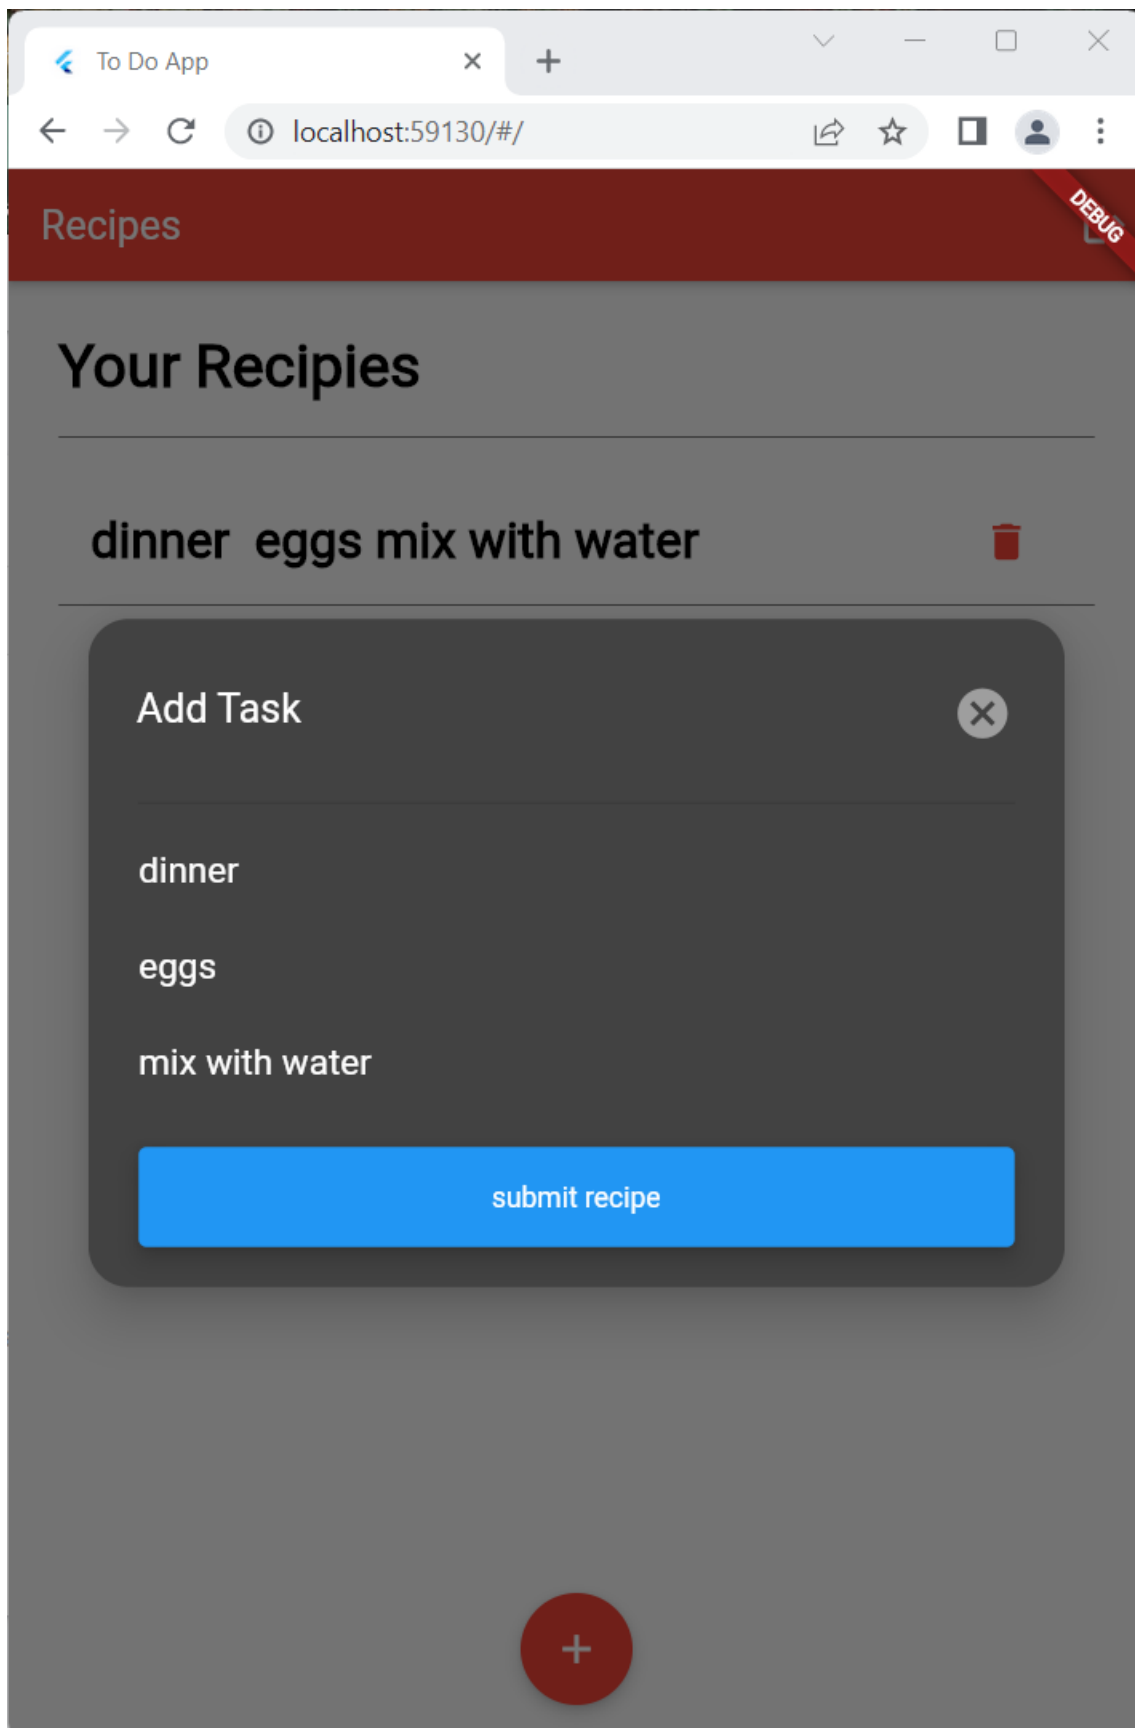 To Do App
localhost:59130/#/
Recipes
DEBUG
Your Recipies
dinner  eggs mix with water
Add Task
dinner
eggs
mix with water
submit recipe